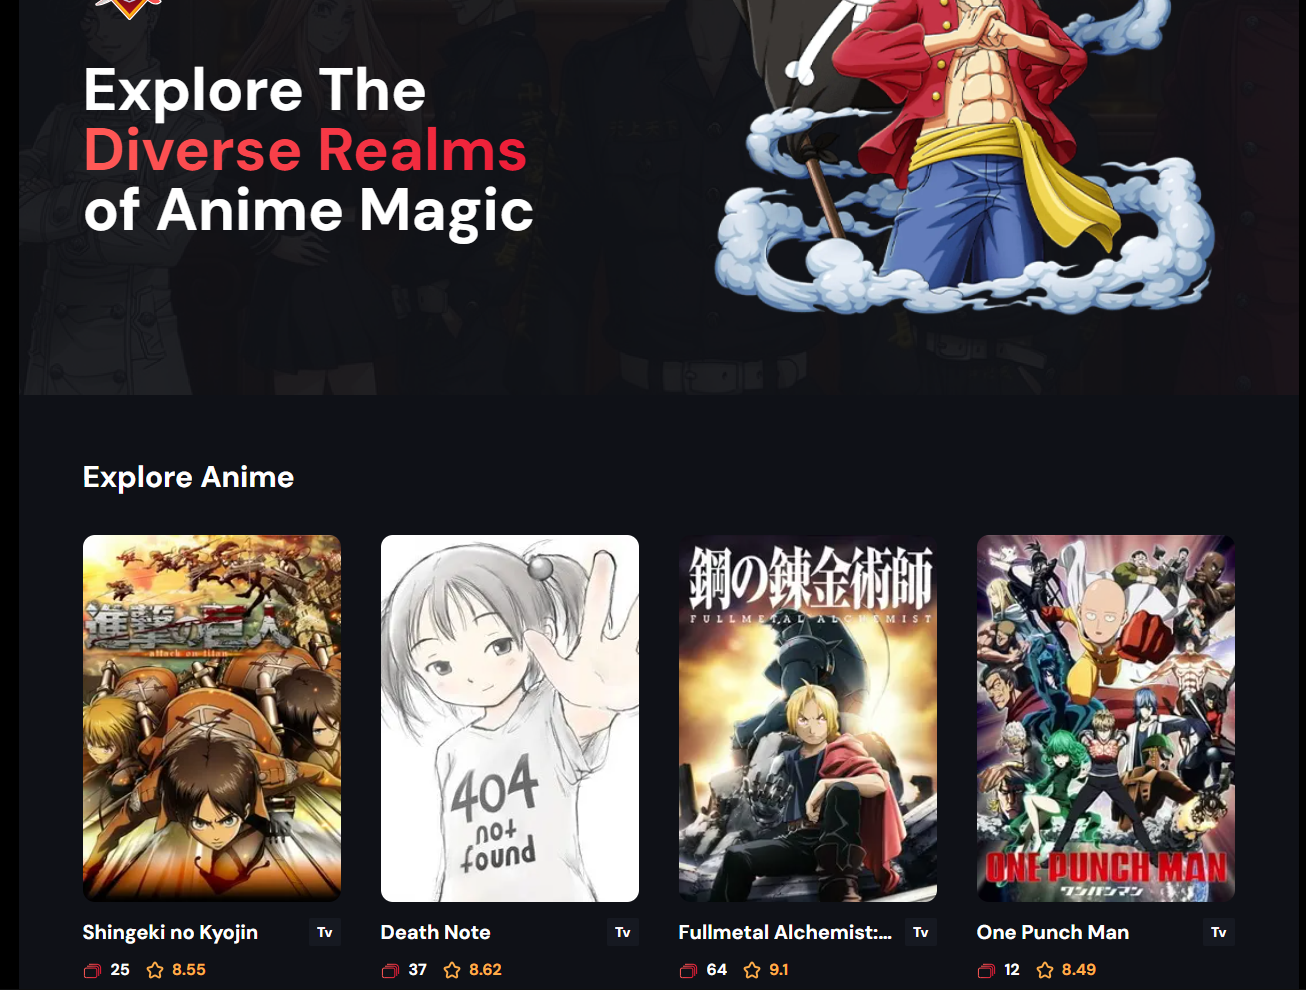 Explore The
Diverse Realms
of Anime Magic
Explore Anime
進撃の巨人
attack on titan
404
not
found
鋼の錬金術師
FULLMETAL ALCHEMIST
ONE PUNCH MAN
ワンパンマン
Shingeki no Kyojin
Tv
Death Note
Tv
Fullmetal Alchemist:...
Tv
One Punch Man
Tv
25 8.55
37 8.62
64 9.1
12 8.49